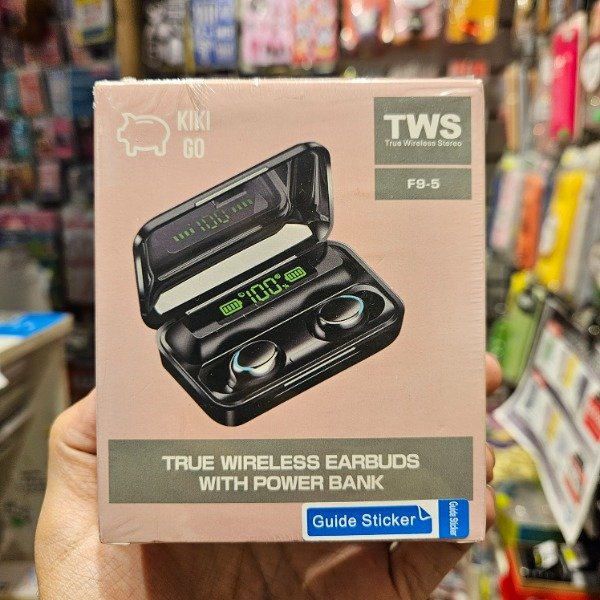 KIKI
GO
TWS
True Wireless Stereo
F9-5
100
100%
TRUE WIRELESS EARBUDS
WITH POWER BANK
Guide Sticker
Guide Sticker